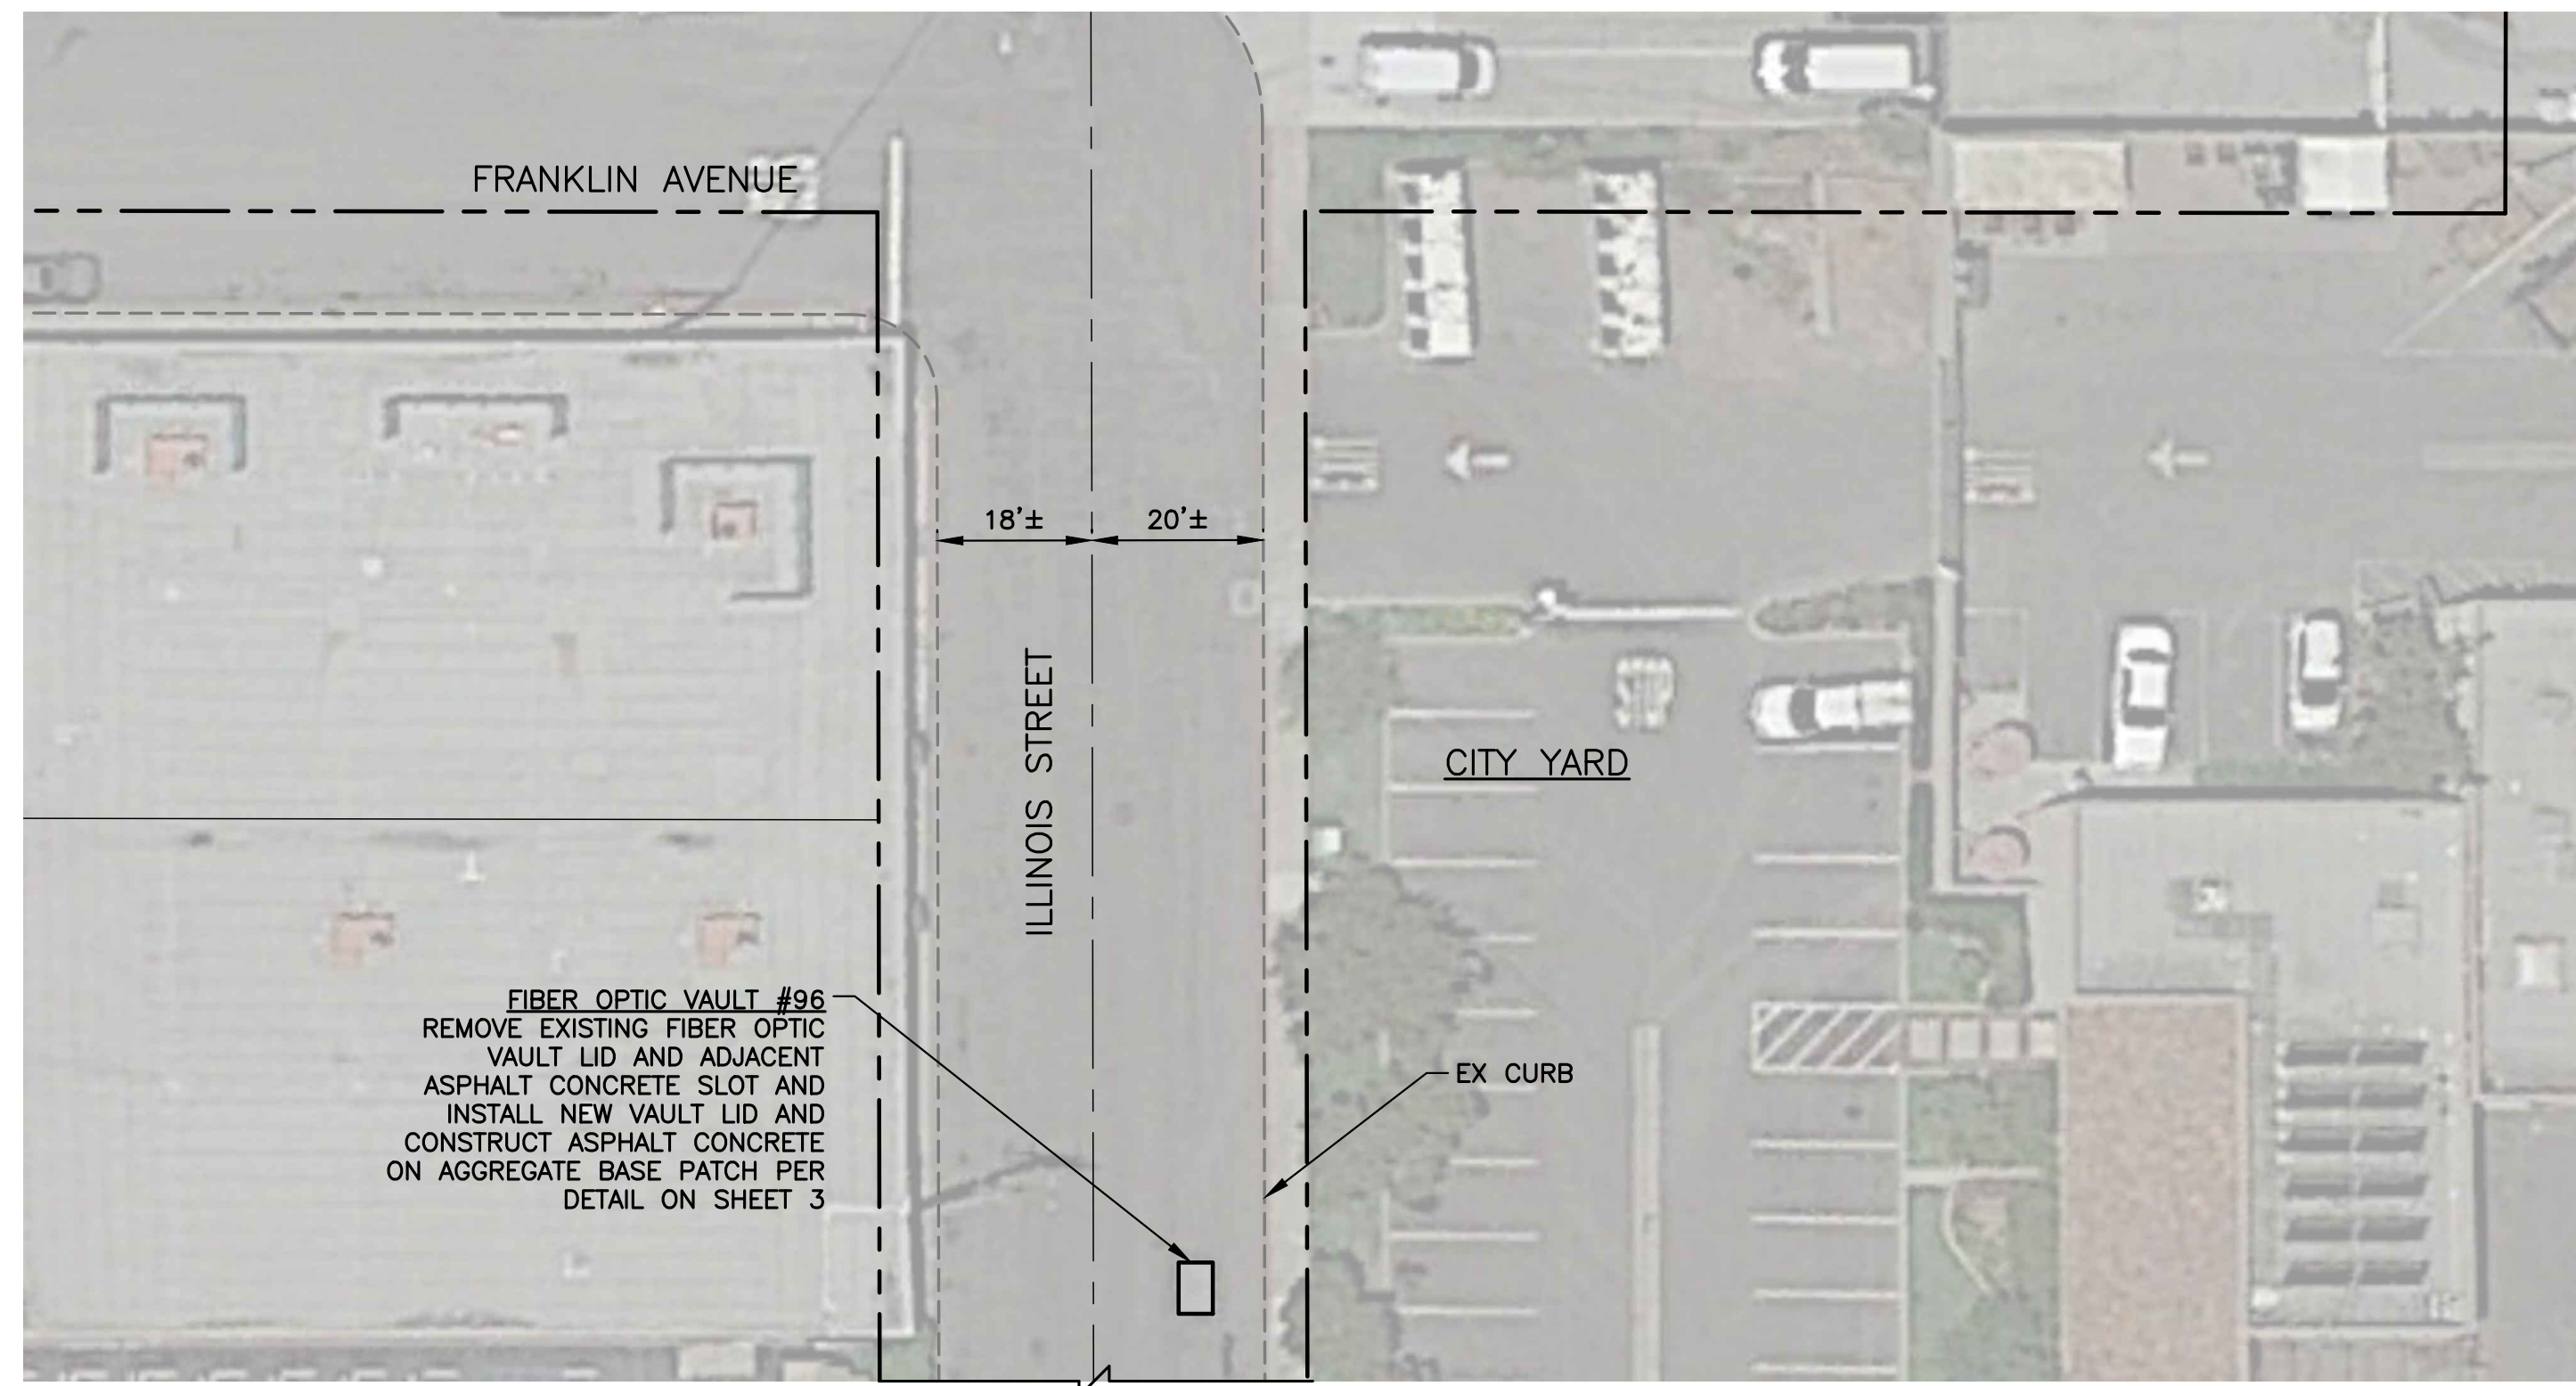 FRANKLIN AVENUE
18'±
20'±
ILLINOIS STREET
CITY YARD
FIBER OPTIC VAULT #96
REMOVE EXISTING FIBER OPTIC
VAULT LID AND ADJACENT
ASPHALT CONCRETE SLOT AND
INSTALL NEW VAULT LID AND
CONSTRUCT ASPHALT CONCRETE
ON AGGREGATE BASE PATCH PER
DETAIL ON SHEET 3
EX CURB